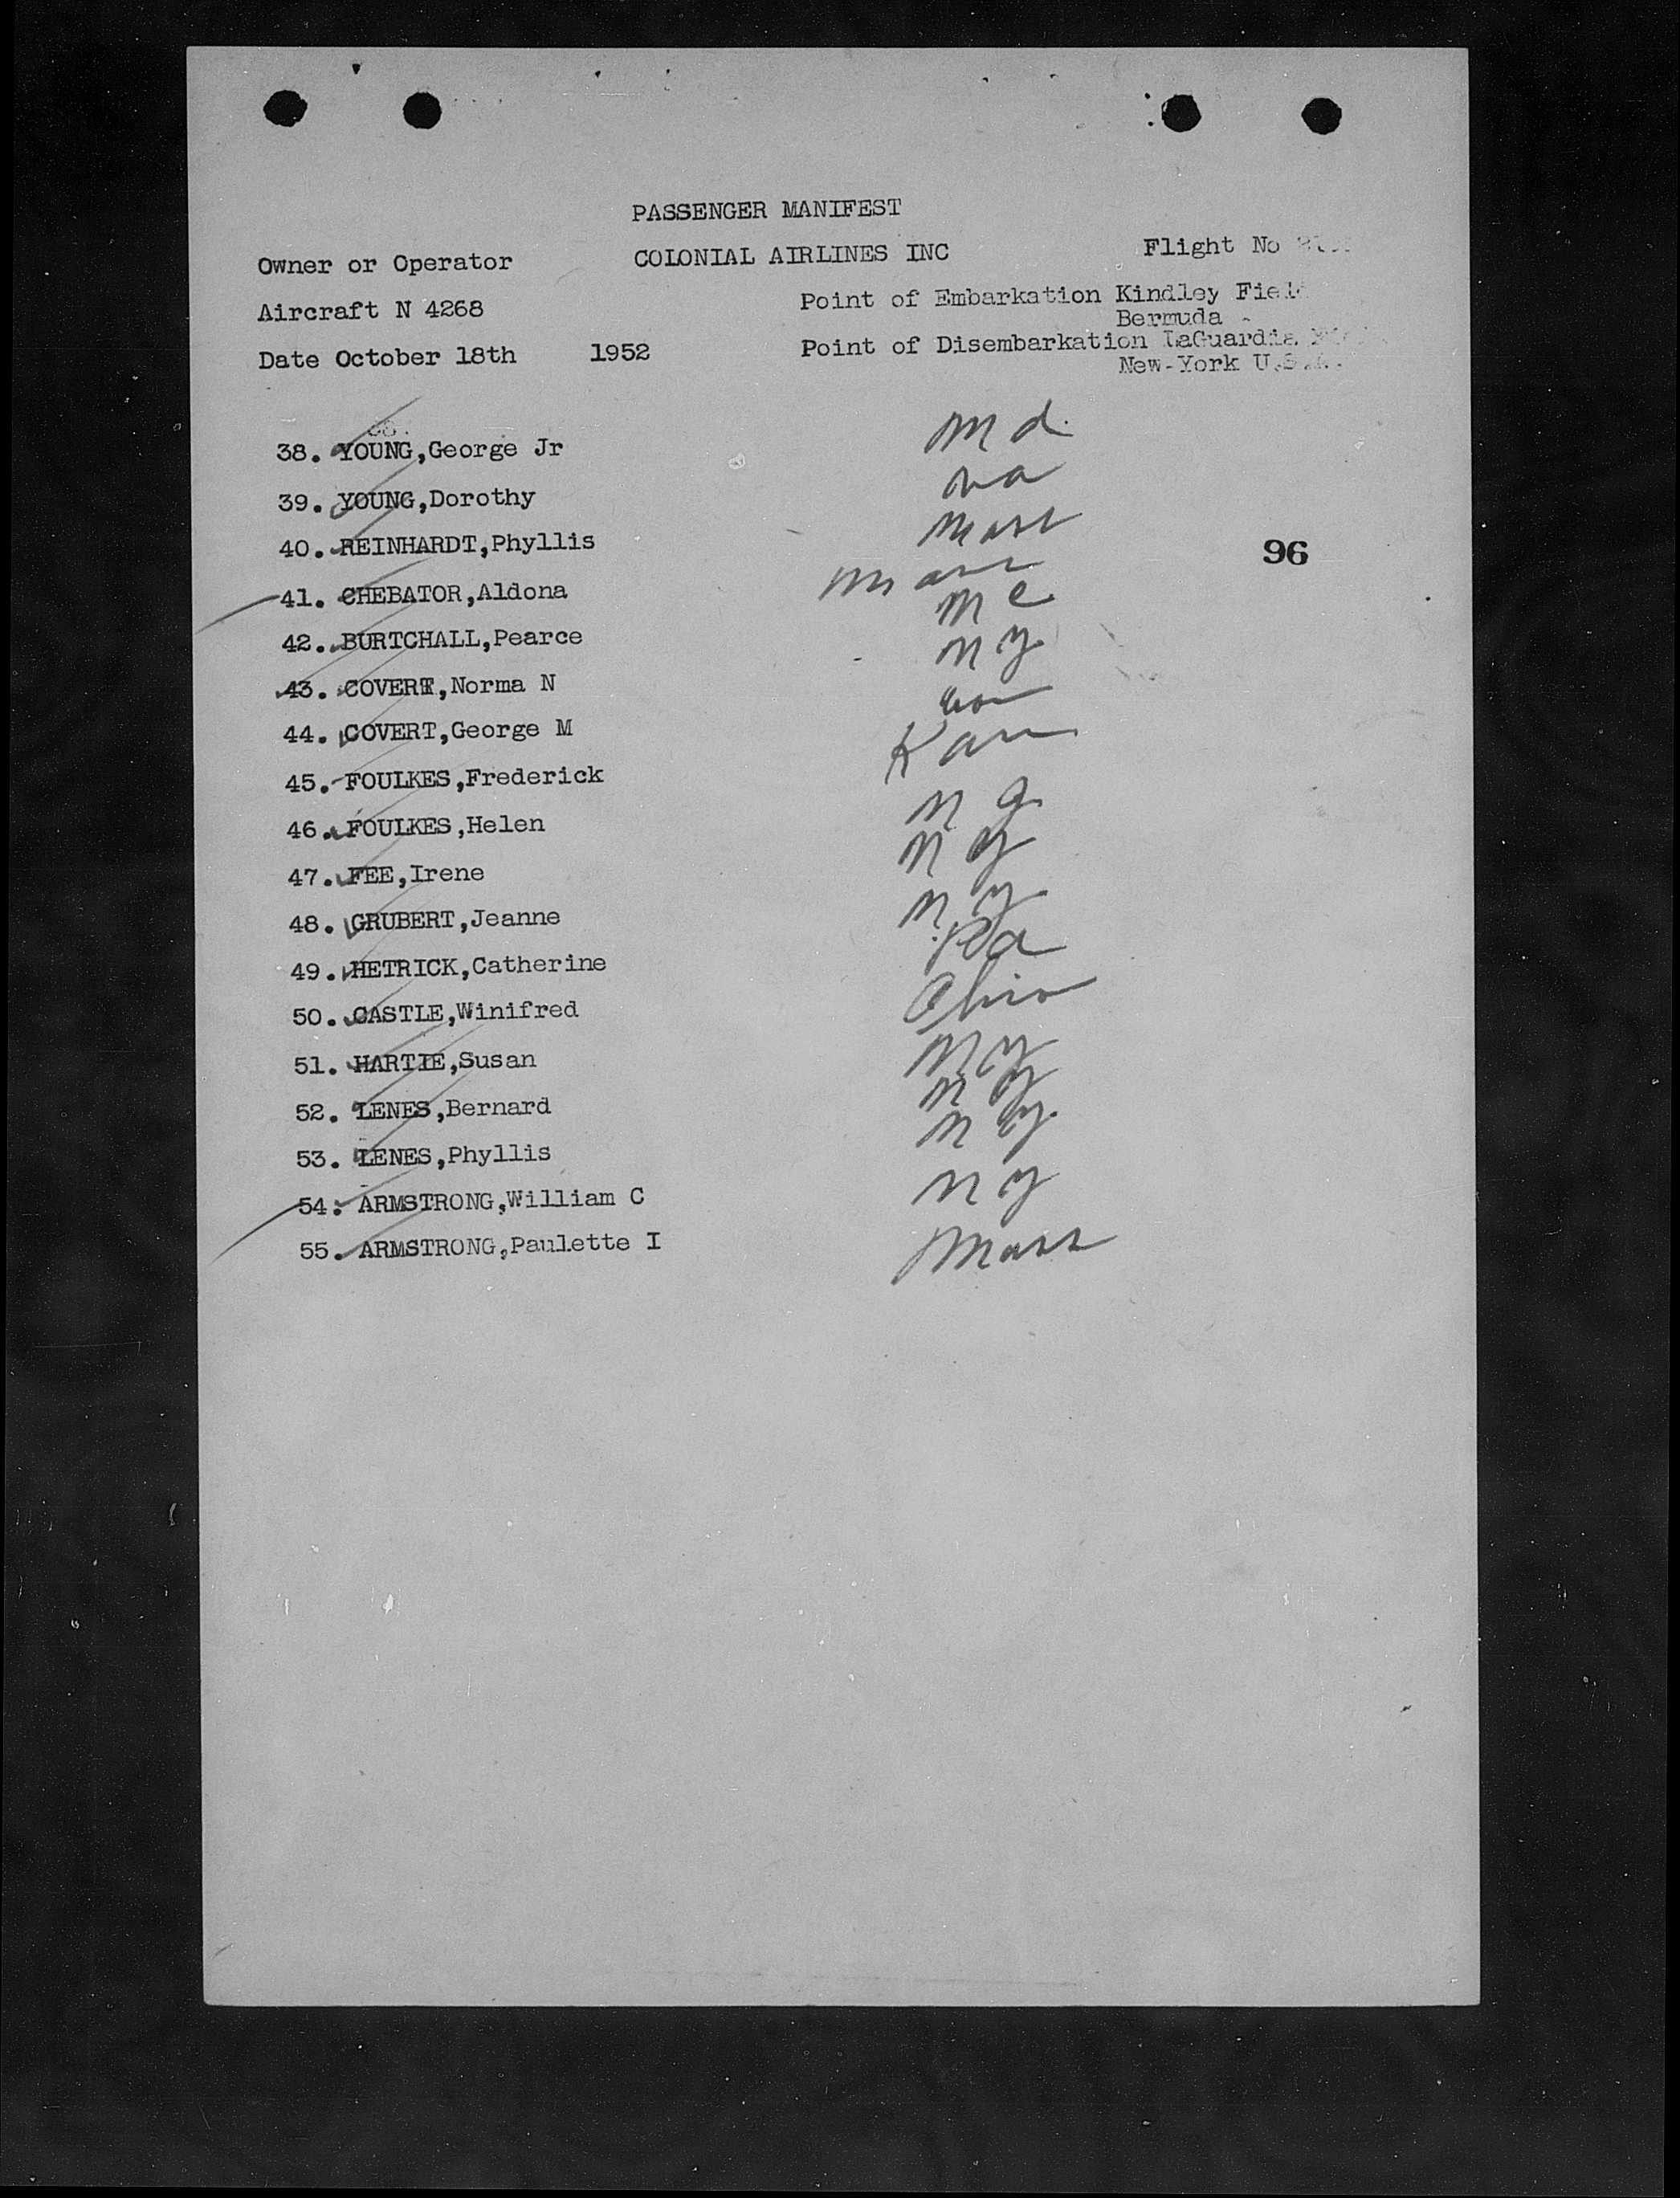 PASSENGER MANIFEST
Owner or Operator COLONIAL AIRLINES INC Flight No
Aircraft N 4268 Point of Embarkation Kindley Field
Bermuda -
Date October 18th 1952 Point of Disembarkation LaGuardia
New-York U.S.A.
38. YOUNG,George Jr Md.
39. YOUNG,Dorothy
40. REINHARDT,Phyllis Mass
96
41. CHEBATOR,Aldona Mass
42. BURTCHALL,Pearce Me
43. COVERT,Norma N NY
44. COVERT,George M
45. FOULKES,Frederick Kan
46. FOULKES,Helen
47. FEE,Irene NY
48. GRUBERT,Jeanne NY
49. HETRICK,Catherine Pa
50. CASTLE,Winifred Ohio
51. HARTIE,Susan NY
52. LENES,Bernard NY
53. LENES,Phyllis NY
54. ARMSTRONG,William C NY
55. ARMSTRONG,Paulette I Mass